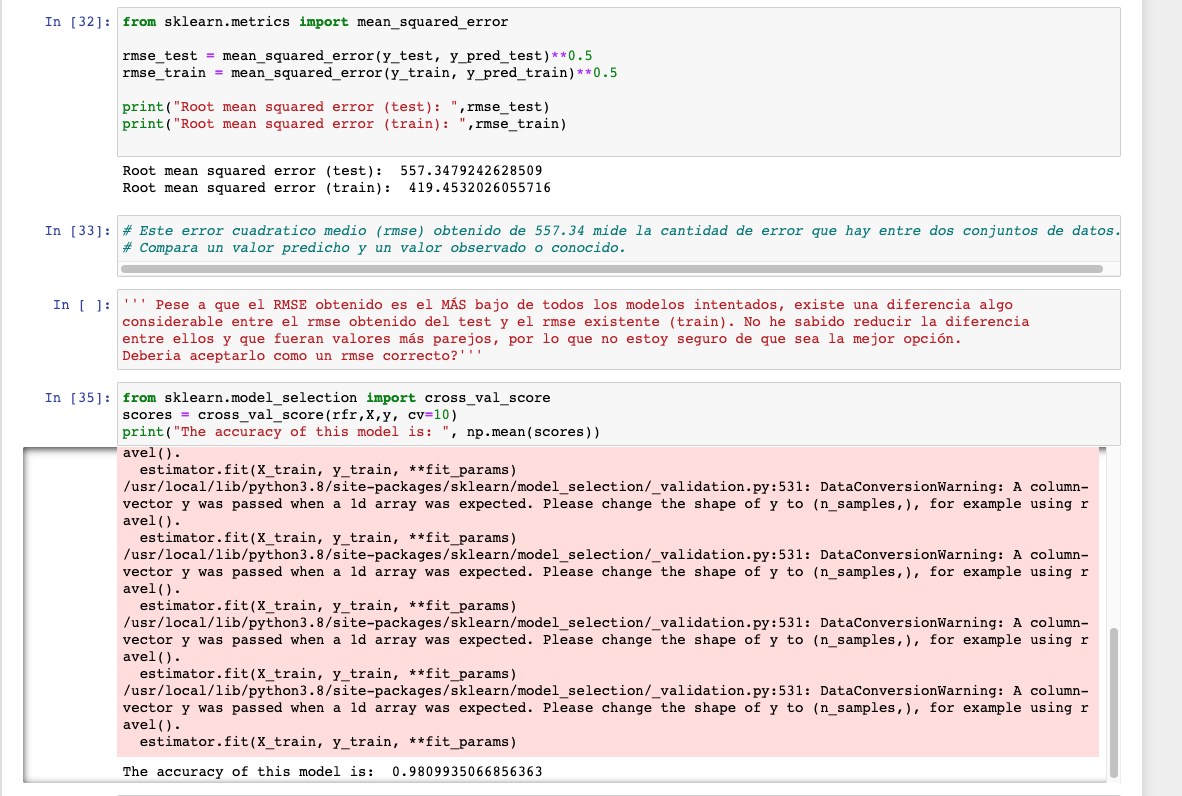 In [32]: from sklearn.metrics import mean_squared_error
rmse_test = mean_squared_error(y_test, y_pred_test)**0.5
rmse_train = mean_squared_error(y_train, y_pred_train)**0.5
print("Root mean squared error (test): ",rmse_test)
print("Root mean squared error (train): ",rmse_train)
Root mean squared error (test):  557.3479242628509
Root mean squared error (train):  419.4532026055716
In [33]: # Este error cuadratico medio (rmse) obtenido de 557.34 mide la cantidad de error que hay entre dos conjuntos de datos.
# Compara un valor predicho y un valor observado o conocido.
In [ ]: ''' Pese a que el RMSE obtenido es el MÁS bajo de todos los modelos intentados, existe una diferencia algo
considerable entre el rmse obtenido del test y el rmse existente (train). No he sabido reducir la diferencia
entre ellos y que fueran valores más parejos, por lo que no estoy seguro de que sea la mejor opción.
Deberia aceptarlo como un rmse correcto?'''
In [35]: from sklearn.model_selection import cross_val_score
scores = cross_val_score(rfr,X,y, cv=10)
print("The accuracy of this model is: ", np.mean(scores))
avel().
estimator.fit(X_train, y_train, **fit_params)
/usr/local/lib/python3.8/site-packages/sklearn/model_selection/_validation.py:531: DataConversionWarning: A column-
vector y was passed when a 1d array was expected. Please change the shape of y to (n_samples,), for example using r
avel().
estimator.fit(X_train, y_train, **fit_params)
/usr/local/lib/python3.8/site-packages/sklearn/model_selection/_validation.py:531: DataConversionWarning: A column-
vector y was passed when a 1d array was expected. Please change the shape of y to (n_samples,), for example using r
avel().
estimator.fit(X_train, y_train, **fit_params)
/usr/local/lib/python3.8/site-packages/sklearn/model_selection/_validation.py:531: DataConversionWarning: A column-
vector y was passed when a 1d array was expected. Please change the shape of y to (n_samples,), for example using r
avel().
estimator.fit(X_train, y_train, **fit_params)
/usr/local/lib/python3.8/site-packages/sklearn/model_selection/_validation.py:531: DataConversionWarning: A column-
vector y was passed when a 1d array was expected. Please change the shape of y to (n_samples,), for example using r
avel().
estimator.fit(X_train, y_train, **fit_params)
The accuracy of this model is:  0.9809935066856363